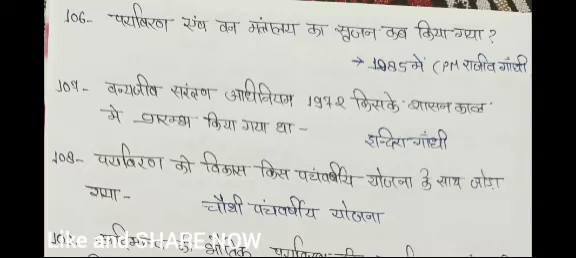 106- पर्यावरण एवं वन मंत्रालय का सृजन कब किया गया?
→ 1985 में (PM राजीव गाँधी
107- वन्यजीव संरक्षण अधिनियम 1972 किसके शासन काल
में प्रारम्भ किया गया था-
इन्दिरा गाँधी
108- पर्यावरण को विकास किस पंचवर्षीय योजना के साथ जोड़ा
गया-
चौथी पंचवर्षीय योजना
Like and SHARE NOW